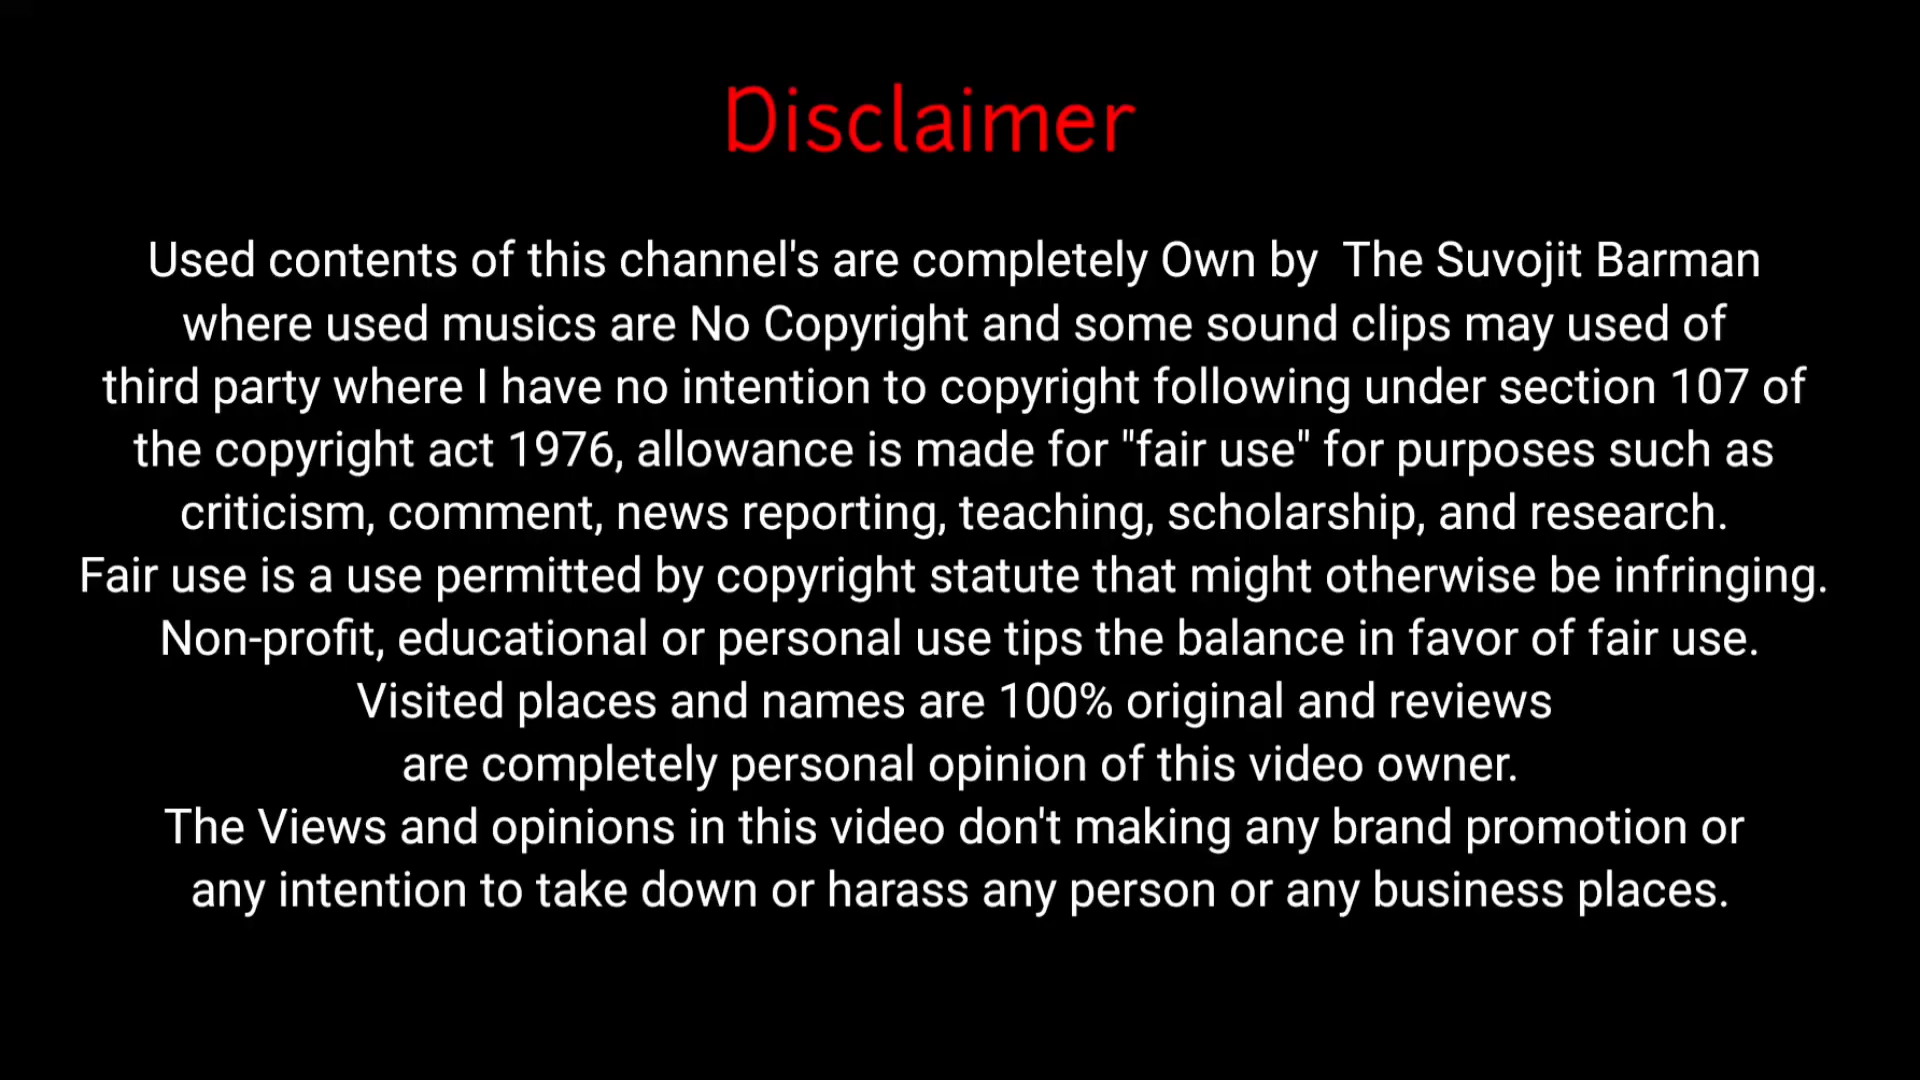 Disclaimer
Used contents of this channel's are completely Own by  The Suvojit Barman
where used musics are No Copyright and some sound clips may used of
third party where I have no intention to copyright following under section 107 of
the copyright act 1976, allowance is made for "fair use" for purposes such as
criticism, comment, news reporting, teaching, scholarship, and research.
Fair use is a use permitted by copyright statute that might otherwise be infringing.
Non-profit, educational or personal use tips the balance in favor of fair use.
Visited places and names are 100% original and reviews
are completely personal opinion of this video owner.
The Views and opinions in this video don't making any brand promotion or
any intention to take down or harass any person or any business places.